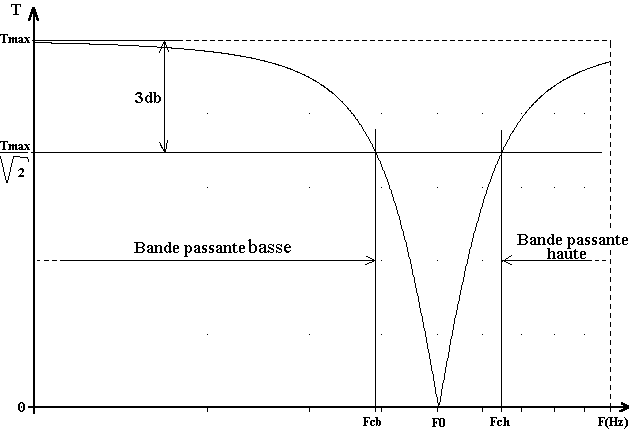 T
Tmax
3db
Tmax
√2
Bande passante basse
Bande passante
haute
0
Fcb
F0
Fch
F(Hz)